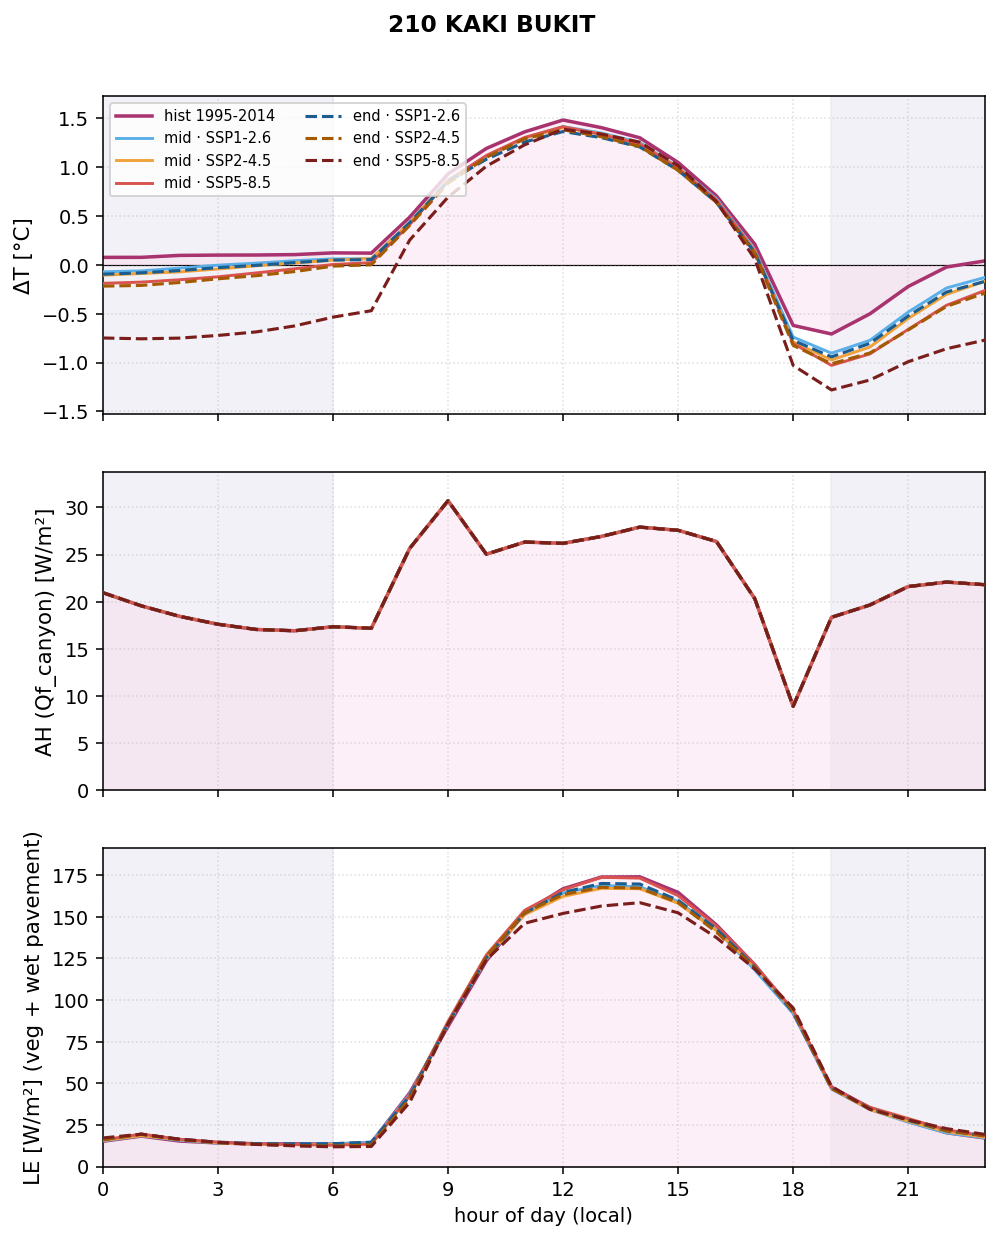 210 KAKI BUKIT
ΔT [°C]
1.5
1.0
0.5
0.0
−0.5
−1.0
−1.5
hist 1995-2014
mid · SSP1-2.6
mid · SSP2-4.5
mid · SSP5-8.5
end · SSP1-2.6
end · SSP2-4.5
end · SSP5-8.5
AH (Qf_canyon) [W/m²]
30
25
20
15
10
5
0
LE [W/m²] (veg + wet pavement)
175
150
125
100
75
50
25
0
0 3 6 9 12 15 18 21
hour of day (local)